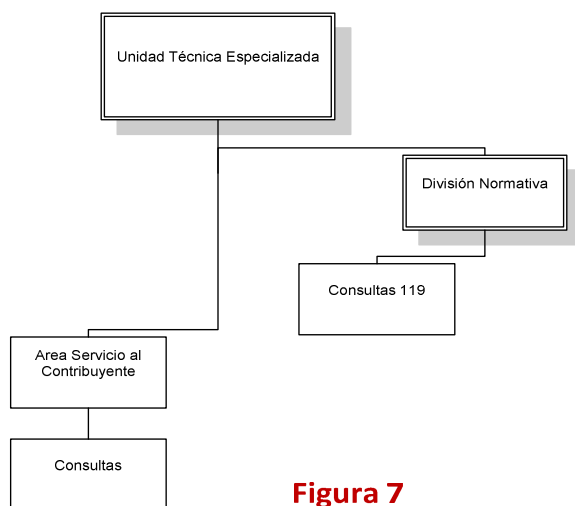 Unidad Técnica Especializada
División Normativa
Consultas 119
Area Servicio al
Contribuyente
Consultas
Figura 7